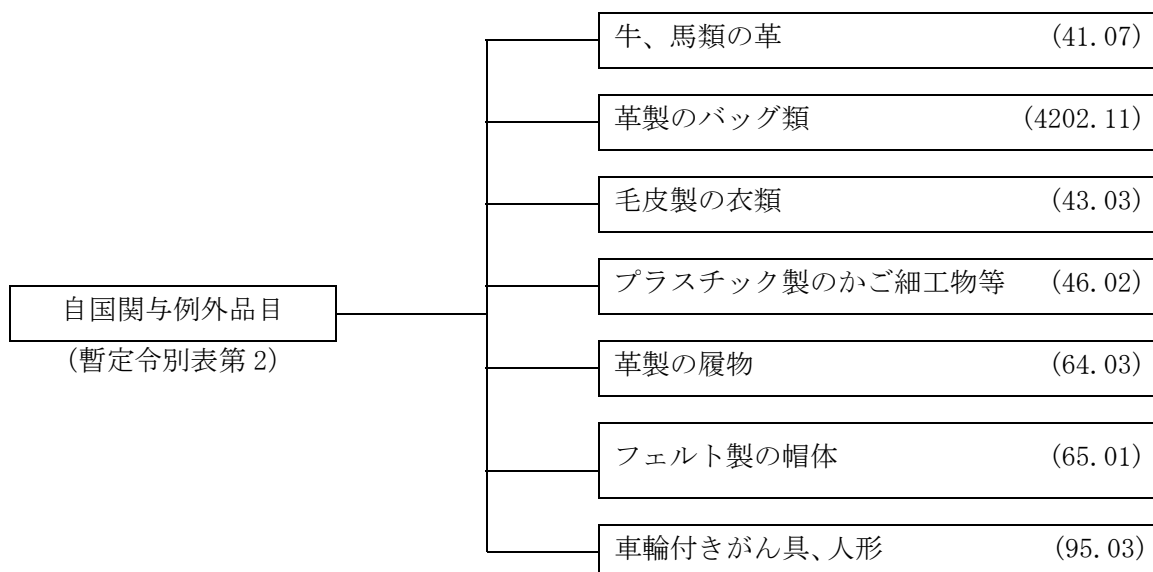 牛、馬類の革 (41.07)
革製のバッグ類 (4202.11)
毛皮製の衣類 (43.03)
プラスチック製のかご細工物等 (46.02)
自国関与例外品目
(暫定令別表第 2)
革製の履物 (64.03)
フェルト製の帽体 (65.01)
車輪付きがん具、人形 (95.03)